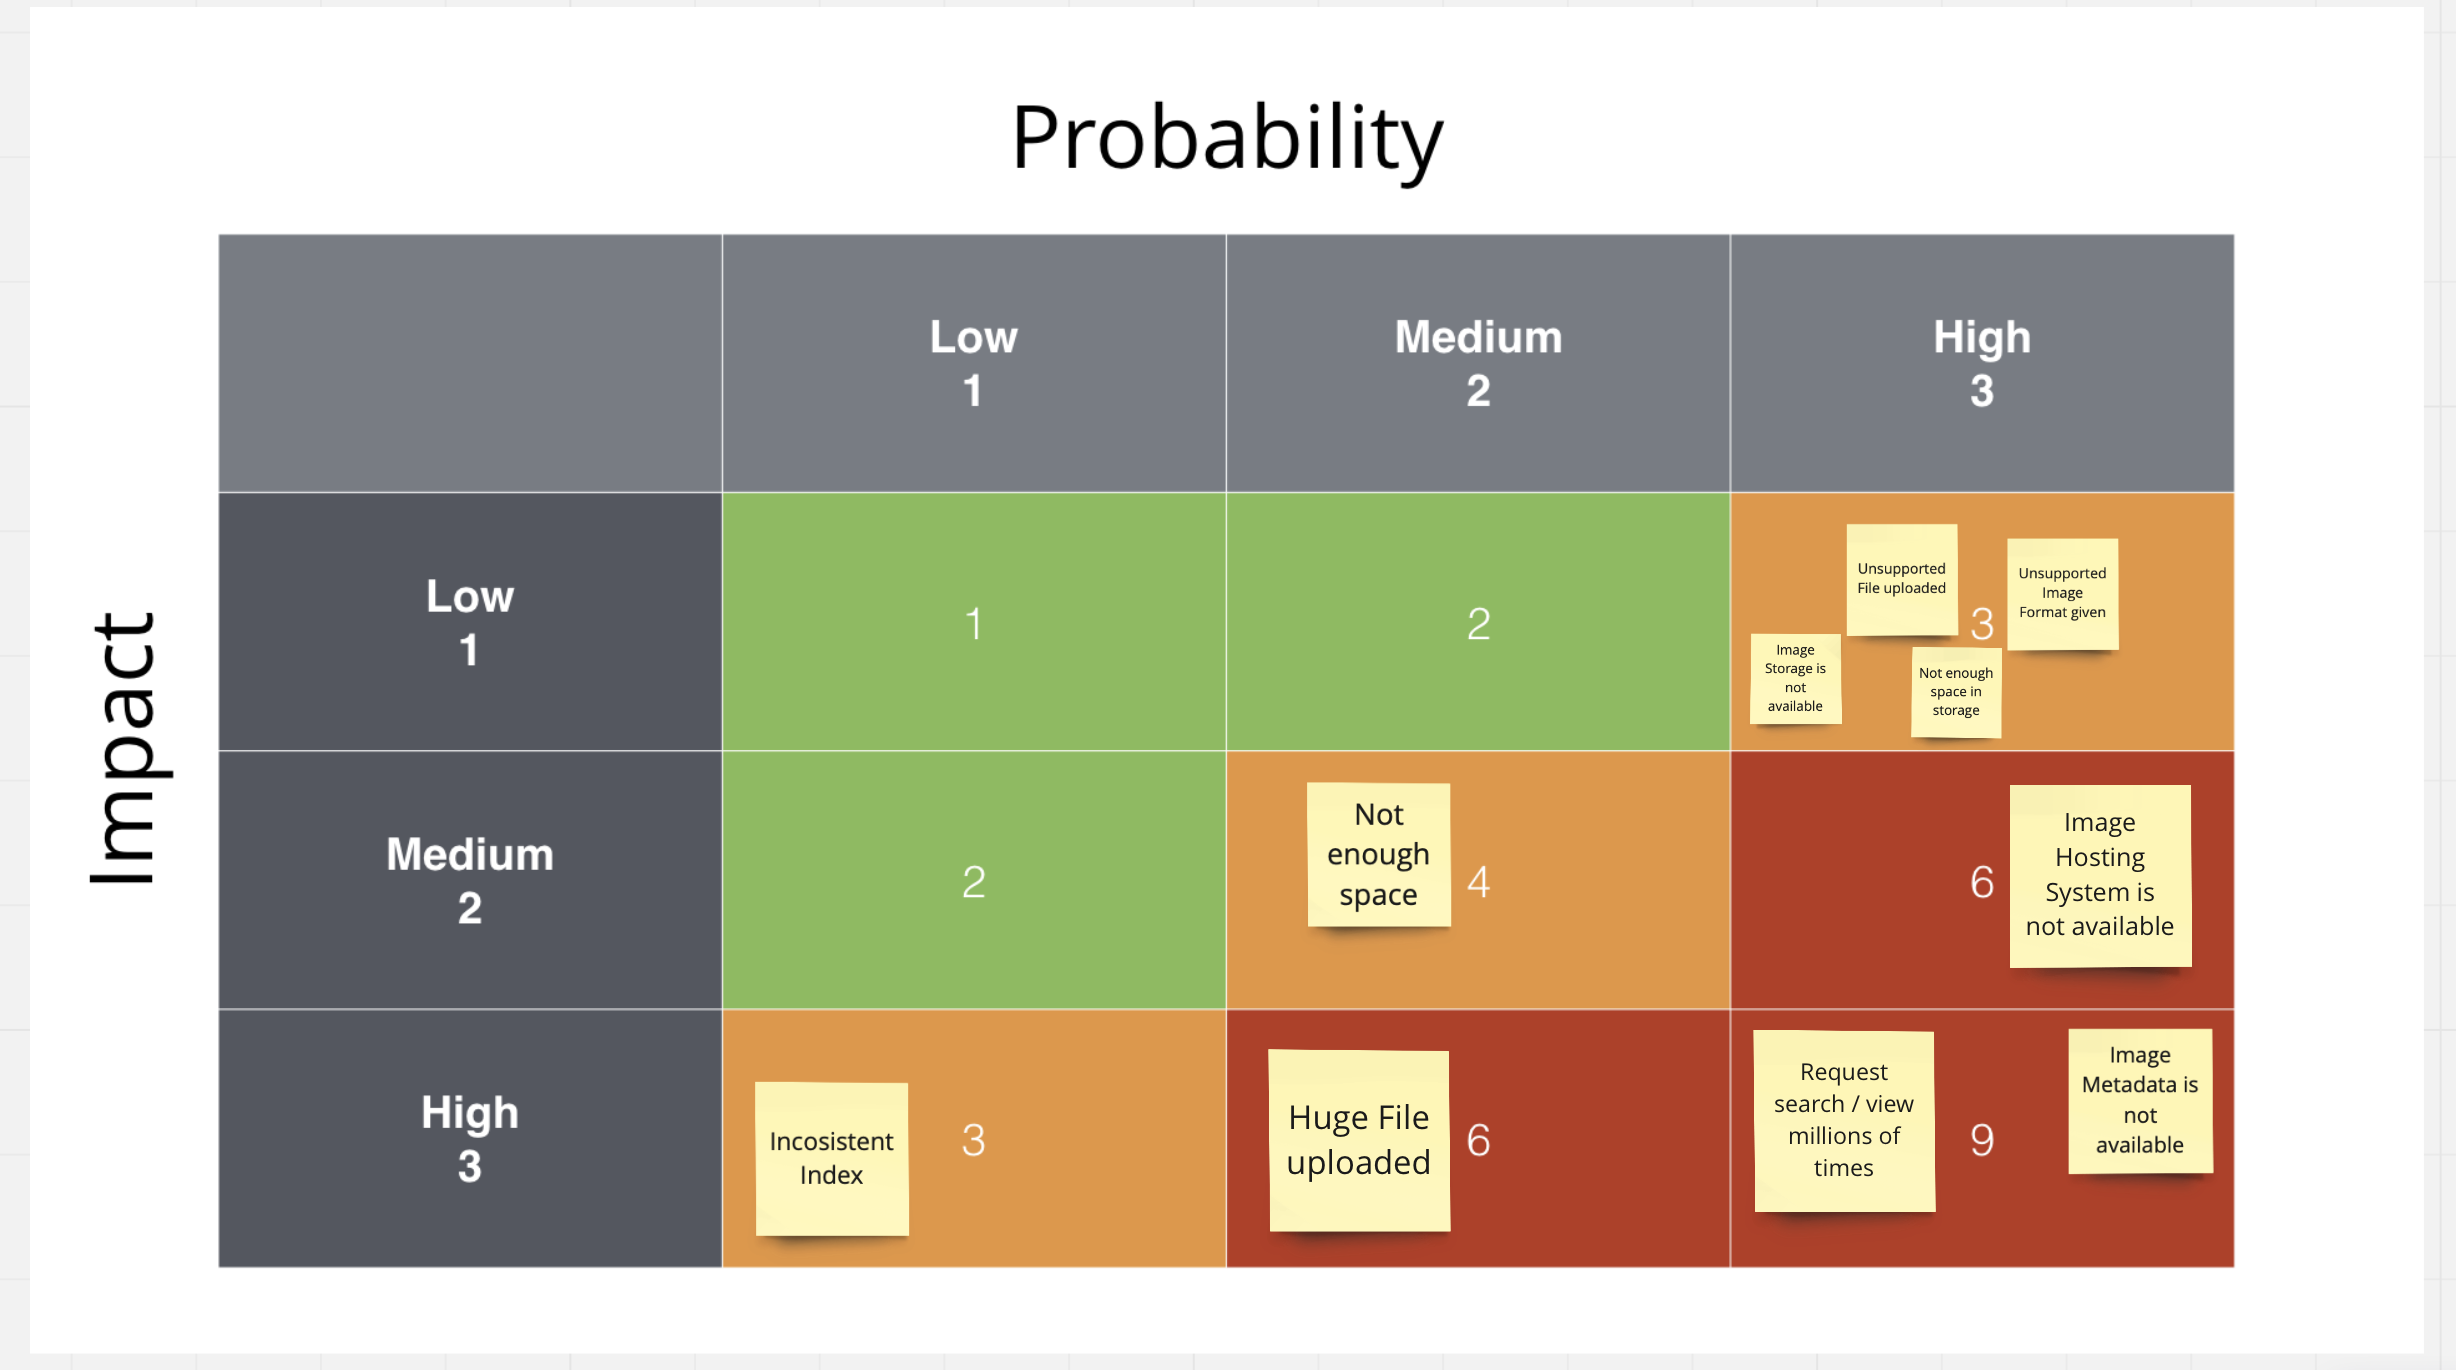 Probability
Impact
Low
1
Medium
2
High
3
Low
1
1
2
3
Unsupported
File uploaded
Unsupported
Image
Format given
Image
Storage is
not
available
Not enough
space in
storage
Medium
2
2
Not
enough
space
4
6
Image
Hosting
System is
not available
High
3
Incosistent
Index
3
Huge File
uploaded
6
Request
search / view
millions of
times
9
Image
Metadata is
not
available